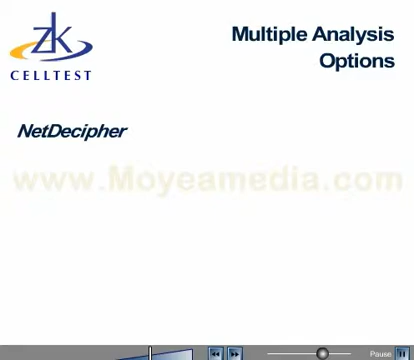 zk
CELLTEST
Multiple Analysis
Options
NetDecipher
www.Moyeamedia.com
Pause